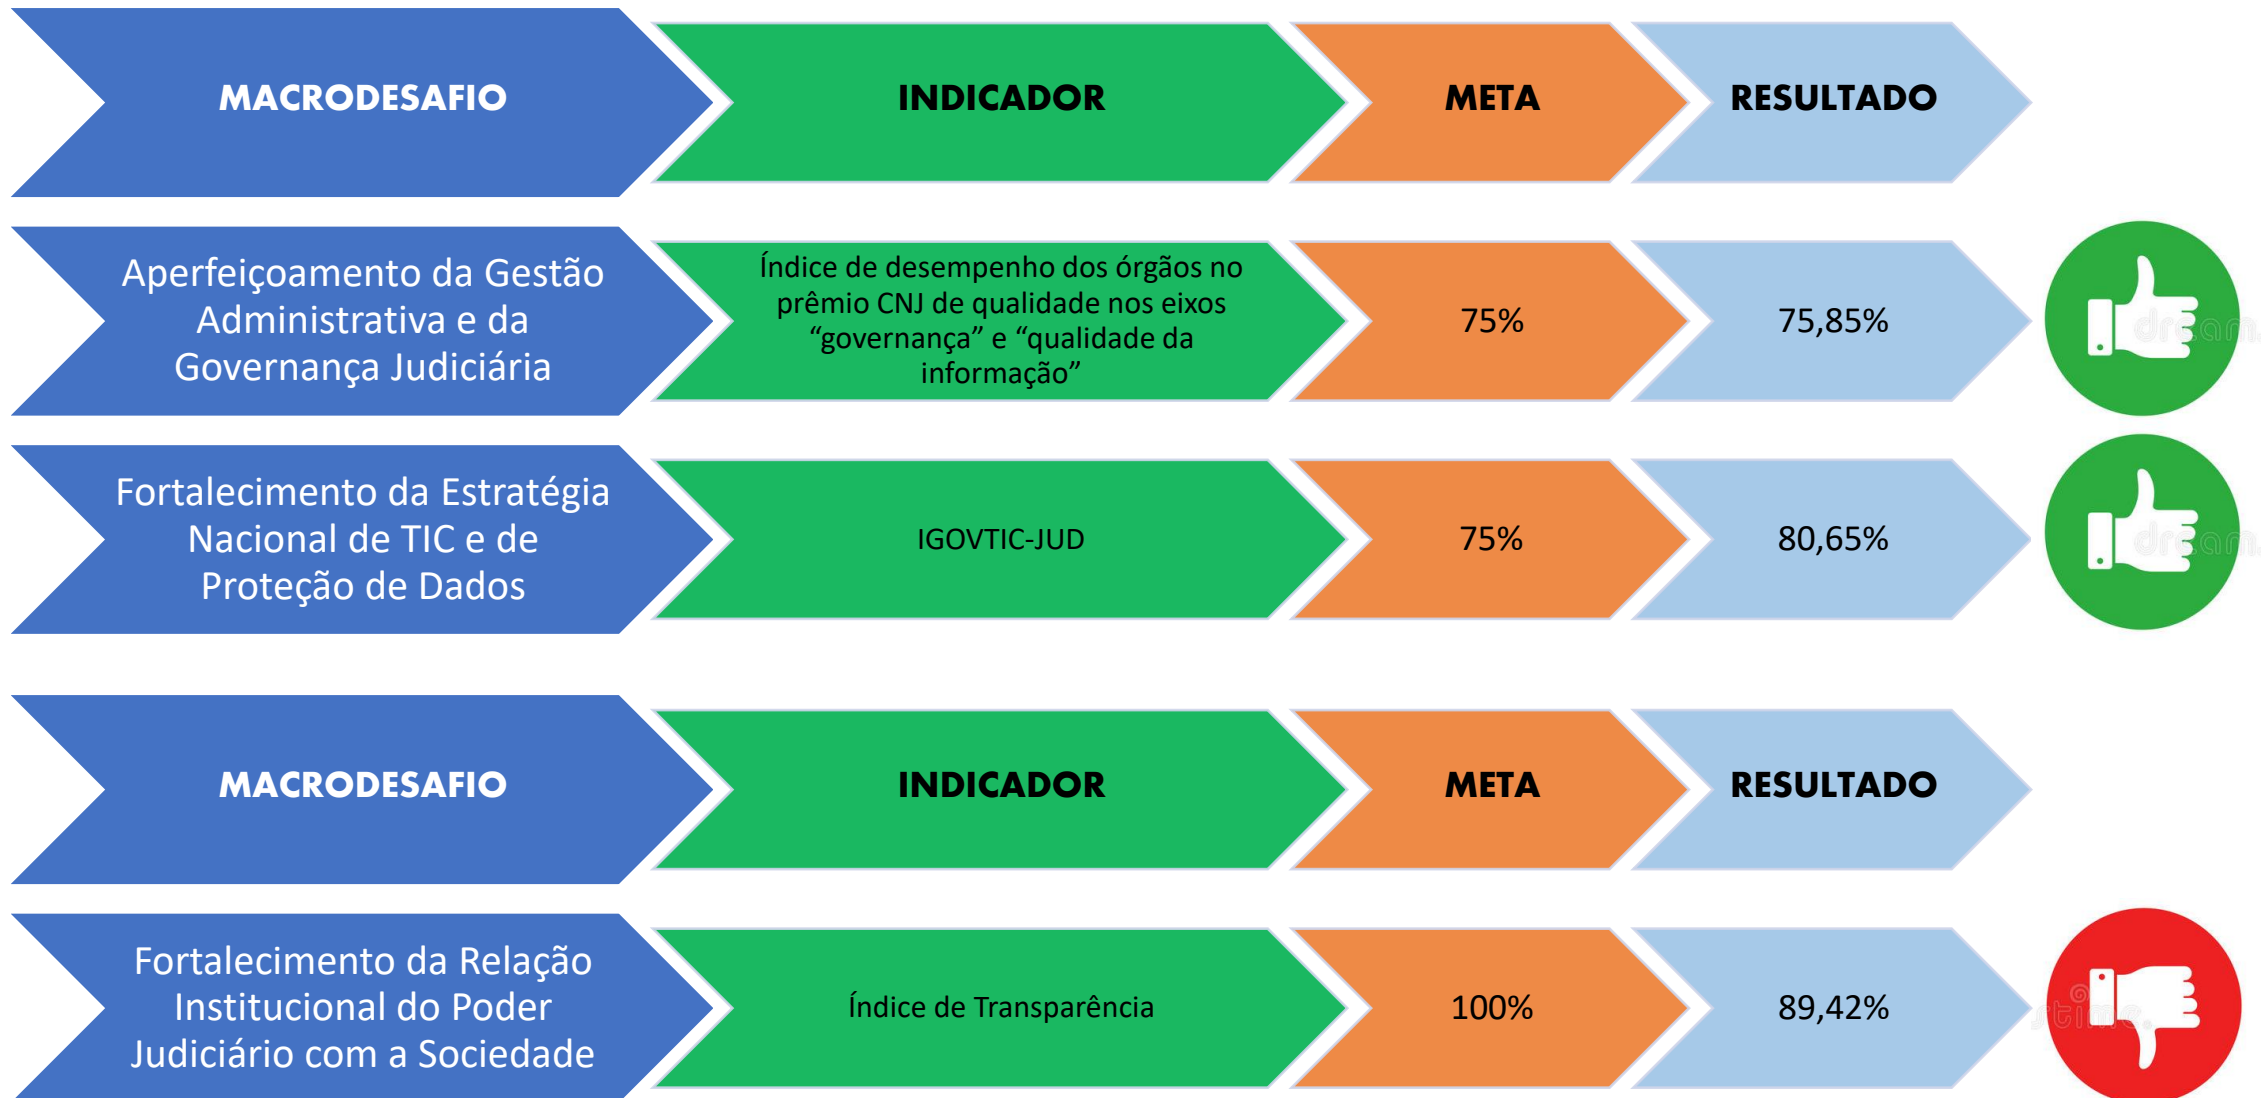 MACRODESAFIO
INDICADOR
META
RESULTADO
Aperfeiçoamento da Gestão
Administrativa e da
Governança Judiciária
Índice de desempenho dos órgãos no
prêmio CNJ de qualidade nos eixos
“governança” e “qualidade da
informação”
75%
75,85%
Fortalecimento da Estratégia
Nacional de TIC e de
Proteção de Dados
IGOVTIC-JUD
75%
80,65%
MACRODESAFIO
INDICADOR
META
RESULTADO
Fortalecimento da Relação
Institucional do Poder
Judiciário com a Sociedade
Índice de Transparência
100%
89,42%